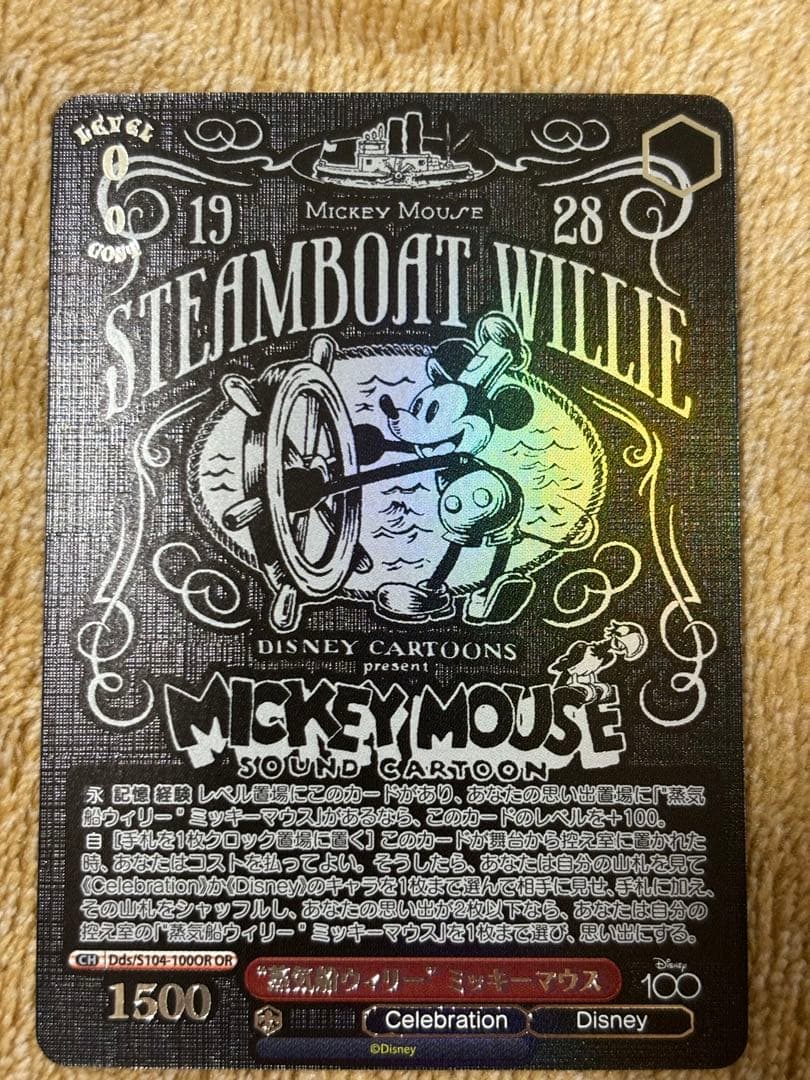 LEVEL
0
0
COST
MICKEY MOUSE
19 28
STEAMBOAT WILLIE
DISNEY CARTOONS
present
MICKEY MOUSE
SOUND CARTOON
永 記憶 経験 レベル置場にこのカードがあり、あなたの思い出置場に「"蒸気
船ウィリー" ミッキーマウス」があるなら、このカードのレベルを+100。
自 [手札を1枚クロック置場に置く] このカードが舞台から控え室に置かれた
時、あなたはコストを払ってよい。そうしたら、あなたは自分の山札を見て
《Celebration》か《Disney》のキャラを1枚まで選んで相手に見せ、手札に加え、
その山札をシャッフルし、あなたの思い出が2枚以下なら、あなたは自分の
控え室の「"蒸気船ウィリー" ミッキーマウス」を1枚まで選び、思い出にする。
CH Dds/S104-100OR OR
"蒸気船ウィリー" ミッキーマウス
Disney
100
1500
Celebration Disney
©Disney